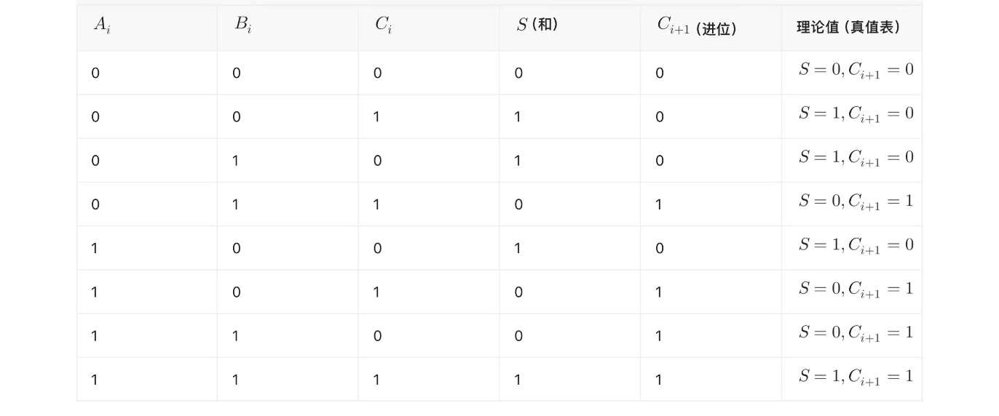 A_i B_i C_i S（和） C_{i+1}（进位） 理论值（真值表）
0 0 0 0 0 S = 0, C_{i+1} = 0
0 0 1 1 0 S = 1, C_{i+1} = 0
0 1 0 1 0 S = 1, C_{i+1} = 0
0 1 1 0 1 S = 0, C_{i+1} = 1
1 0 0 1 0 S = 1, C_{i+1} = 0
1 0 1 0 1 S = 0, C_{i+1} = 1
1 1 0 0 1 S = 0, C_{i+1} = 1
1 1 1 1 1 S = 1, C_{i+1} = 1